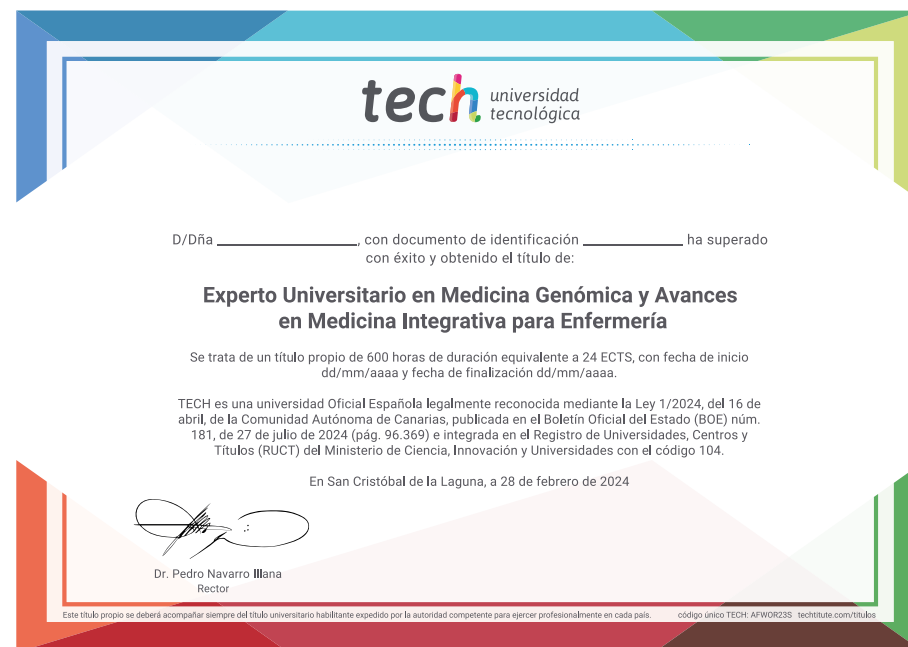 tech universidad
tecnológica
D/Dña ____________, con documento de identificación ____________ ha superado
con éxito y obtenido el título de:
Experto Universitario en Medicina Genómica y Avances
en Medicina Integrativa para Enfermería
Se trata de un título propio de 600 horas de duración equivalente a 24 ECTS, con fecha de inicio
dd/mm/aaaa y fecha de finalización dd/mm/aaaa.
TECH es una universidad Oficial Española legalmente reconocida mediante la Ley 1/2024, del 16 de
abril, de la Comunidad Autónoma de Canarias, publicada en el Boletín Oficial del Estado (BOE) núm.
181, de 27 de julio de 2024 (pág. 96.369) e integrada en el Registro de Universidades, Centros y
Títulos (RUCT) del Ministerio de Ciencia, Innovación y Universidades con el código 104.
En San Cristóbal de la Laguna, a 28 de febrero de 2024
Dr. Pedro Navarro Illana
Rector
Este título propio se deberá acompañar siempre del título universitario habilitante expedido por la autoridad competente para ejercer profesionalmente en cada país. código único TECH: AFWOR23S techtitute.com/titulos